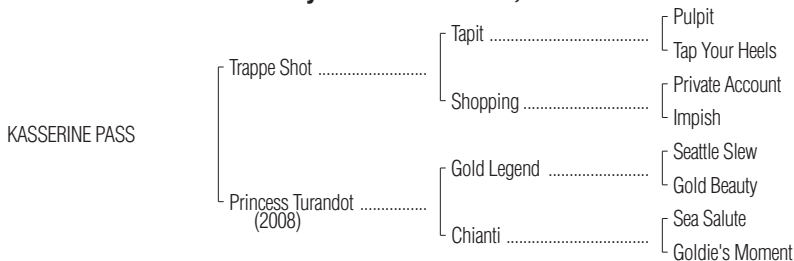 Tapit ......................................
Pulpit
Tap Your Heels
Trappe Shot ..........................
Shopping ..............................
Private Account
Impish
KASSERINE PASS
Gold Legend ........................
Seattle Slew
Gold Beauty
Princess Turandot ................
(2008)
Chianti ..................................
Sea Salute
Goldie's Moment